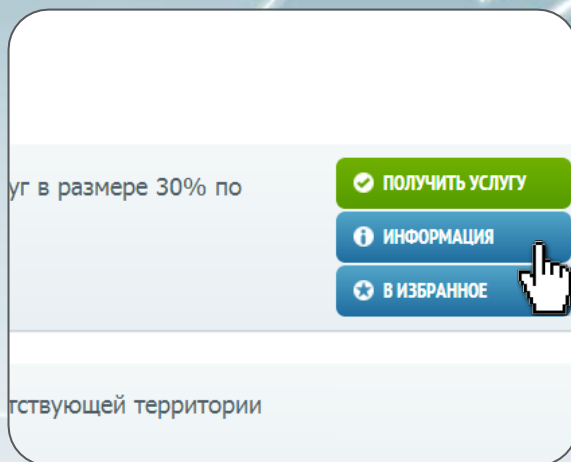 уг в размере 30% по
ПОЛУЧИТЬ УСЛУГУ
ИНФОРМАЦИЯ
В ИЗБРАННОЕ
тствующей территории